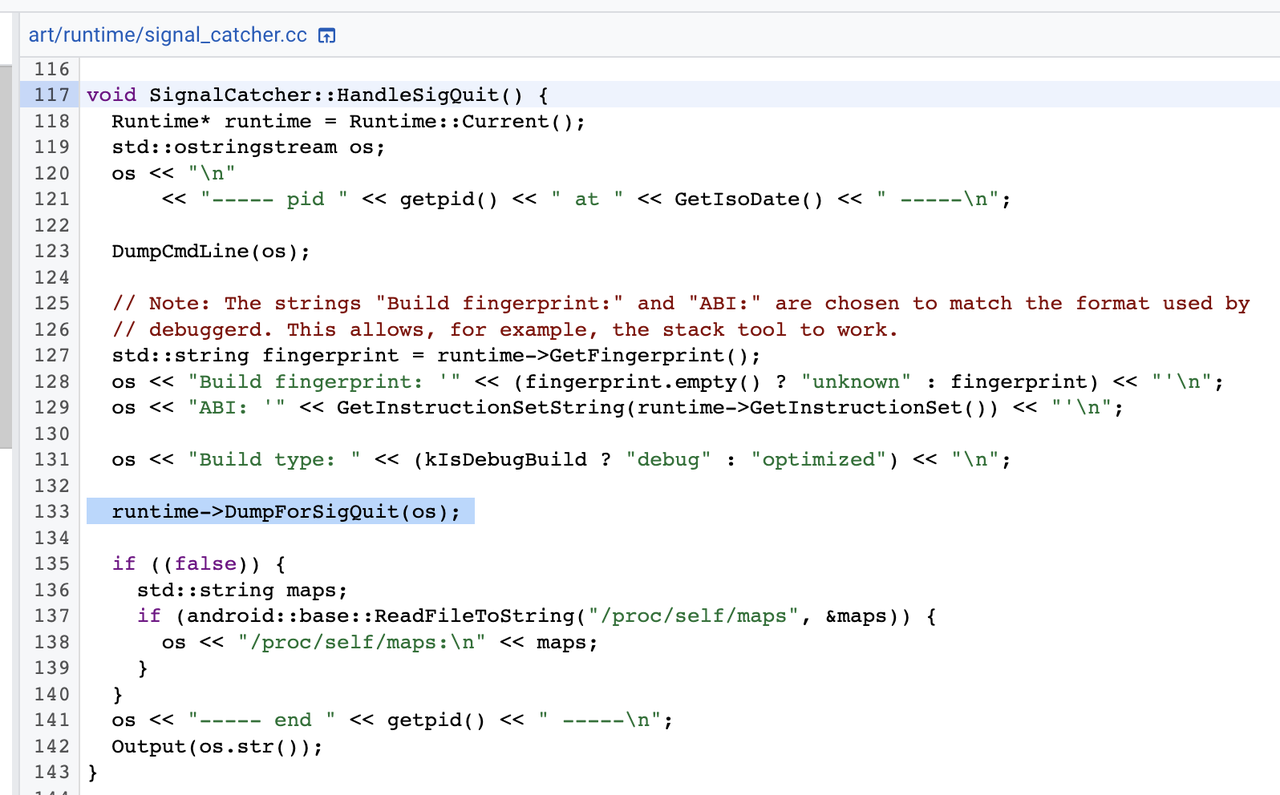 art/runtime/signal_catcher.cc
116
117 void SignalCatcher::HandleSigQuit() {
118   Runtime* runtime = Runtime::Current();
119   std::ostringstream os;
120   os << "\n"
121       << "----- pid " << getpid() << " at " << GetIsoDate() << " -----\n";
122
123   DumpCmdLine(os);
124
125   // Note: The strings "Build fingerprint:" and "ABI:" are chosen to match the format used by
126   // debuggerd. This allows, for example, the stack tool to work.
127   std::string fingerprint = runtime->GetFingerprint();
128   os << "Build fingerprint: '" << (fingerprint.empty() ? "unknown" : fingerprint) << "'\n";
129   os << "ABI: '" << GetInstructionSetString(runtime->GetInstructionSet()) << "'\n";
130
131   os << "Build type: " << (kIsDebugBuild ? "debug" : "optimized") << "\n";
132
133   runtime->DumpForSigQuit(os);
134
135   if ((false)) {
136     std::string maps;
137     if (android::base::ReadFileToString("/proc/self/maps", &maps)) {
138       os << "/proc/self/maps:\n" << maps;
139     }
140   }
141   os << "----- end " << getpid() << " -----\n";
142   Output(os.str());
143 }